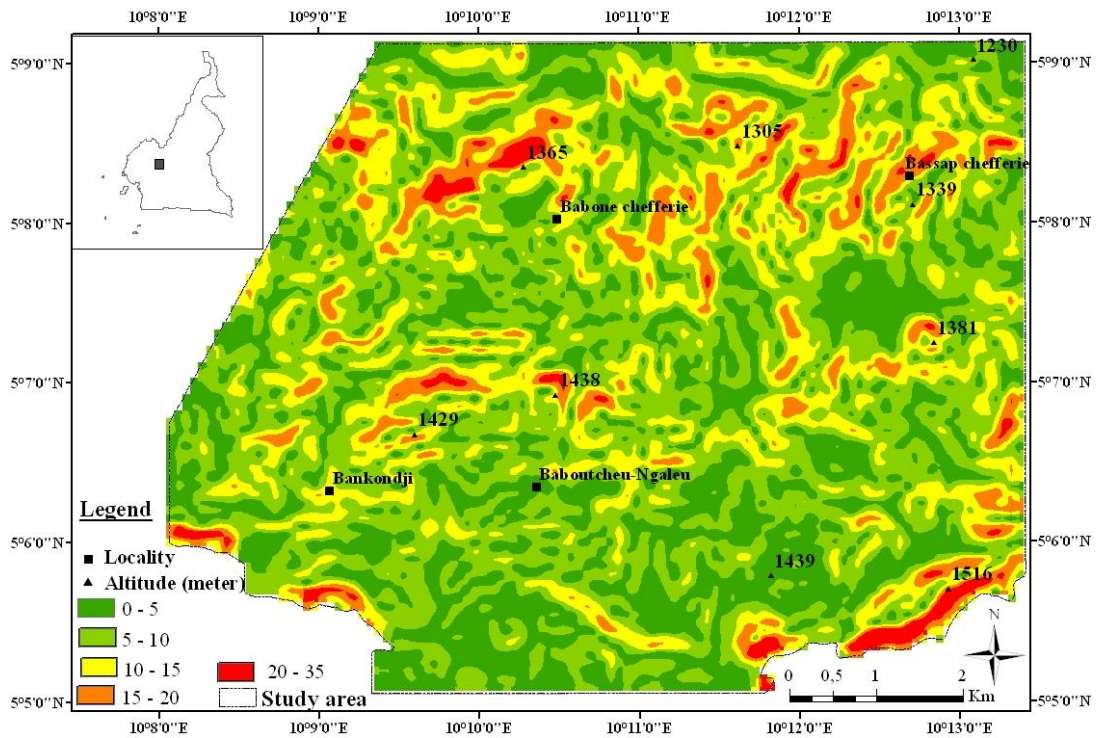 10°8'0"E 10°9'0"E 10°10'0"E 10°11'0"E 10°12'0"E 10°13'0"E
1230
5°9'0"N 5°9'0"N
1305
1365
Bassap chefferie
1339
Babone chefferie
5°8'0"N 5°8'0"N
1381
5°7'0"N 5°7'0"N
1438
1429
Bankondji
Baboutcheu-Ngaleu
Legend
5°6'0"N 5°6'0"N
Locality
Altitude (meter)
1439
1516
0 - 5
5 - 10
10 - 15
15 - 20
20 - 35
Study area
N
0 0,5 1 2
Km
5°5'0"N 5°5'0"N
10°8'0"E 10°9'0"E 10°10'0"E 10°11'0"E 10°12'0"E 10°13'0"E